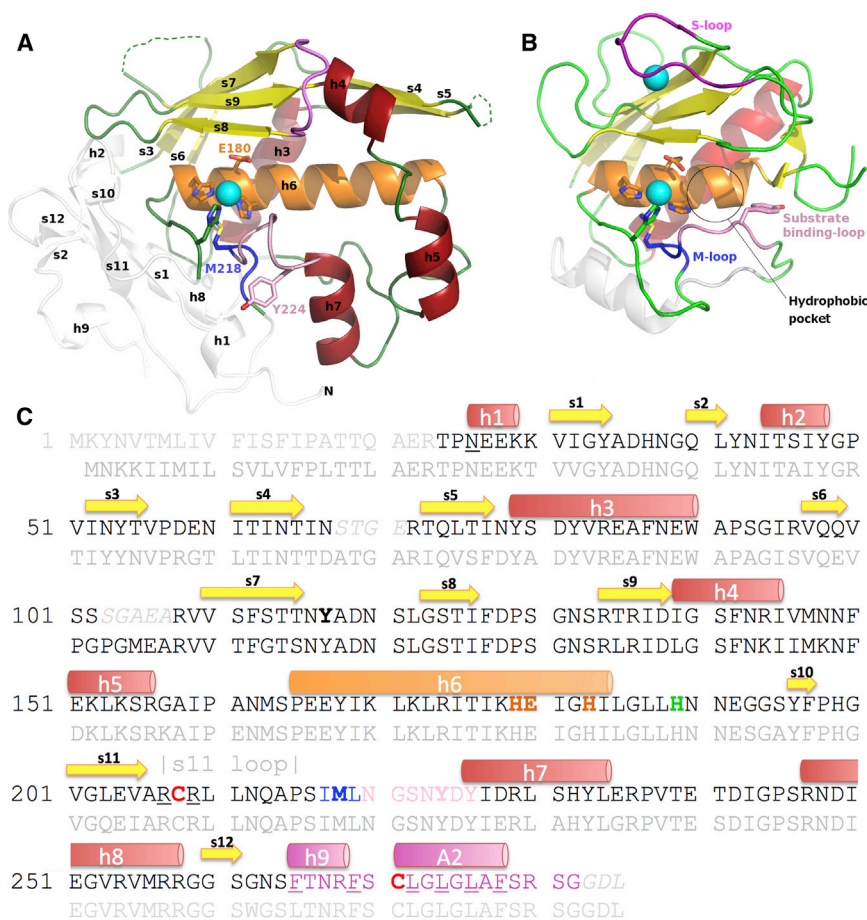 A
B
S-loop
s7
s9
s8
h4
s4
s5
E180
h2
s3
s6
h3
s10
h6
s12
s2
s11
s1
M218
h8
Y224
h5
h7
h9
h1
N
Substrate
binding-loop
M-loop
Hydrophobic
pocket
C
h1 s1 s2 h2
1 MKYNVTMLIV FISFIPATTQ AERTPNEEKK VIGYADHNGQ LYNITSIYGP
MNKKIIMIL SVLVFPLTTL AERTPNEEKT VVGYADHNGQ LYNITAIYGP
s3 s4 s5 h3 s6
51 VINYTVPDEN ITINTINSTG ERTQLTINYS DYVREAFNEW APSGIRVQQV
TIYYNVPRGT LTINTTDATG ARIQVSFDYA DYVREAFNEW APAGISVQEV
s7 s8 s9 h4
101 SSSGAEARVV SFSTTNYADN SLGSTIFDPS GNSRTRIDIG SFNRIVMNNF
PGPGMEARVV TFGTSNYADN SLGSTIFDPS GNSRLRIDLG SFNKIIMKNF
h5 h6 s10
151 EKLKSRGAIP ANMSPEEYIK LKLRITIKHE IGHILGLLHN NEGGSYFPHG
DKLKSRKAIP ENMSPEEYIK LKLRITIKHE IGHILGLLHN NESGSYFPHG
s11 |s11 loop| h7
201 VGLEVARCRL LNQAPSIMLN GSNYDYIDRL SHYLERPVTE TDIGPSRNDI
VGQEIARCRL LNQAPSIMLN GSNYDYIDRL SHYLERPVTE SDIGPSRNDI
h8 s12 h9 A2
251 EGVRVMRRGG SGNSFTNRFS CLGLGLAFSR SGGDL
EGVRVMRRGG SWGSLTNRFS CLGLGLAFSR S